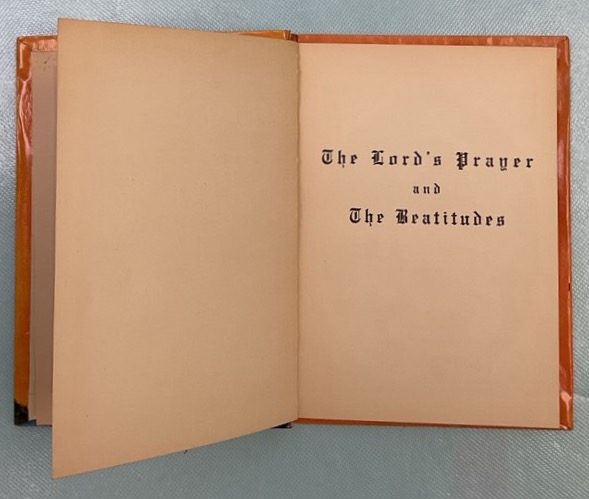 The Lord's Prayer
and
The Beatitudes